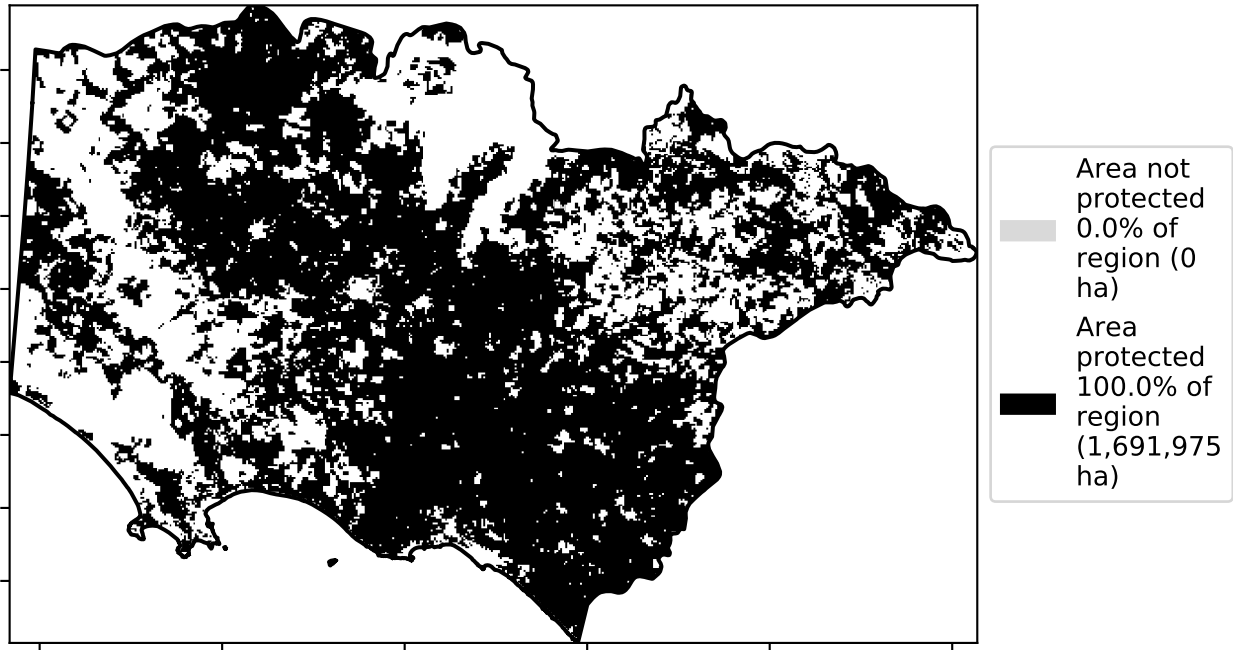 Area not
protected
0.0% of
region (0
ha)
Area
protected
100.0% of
region
(1,691,975
ha)